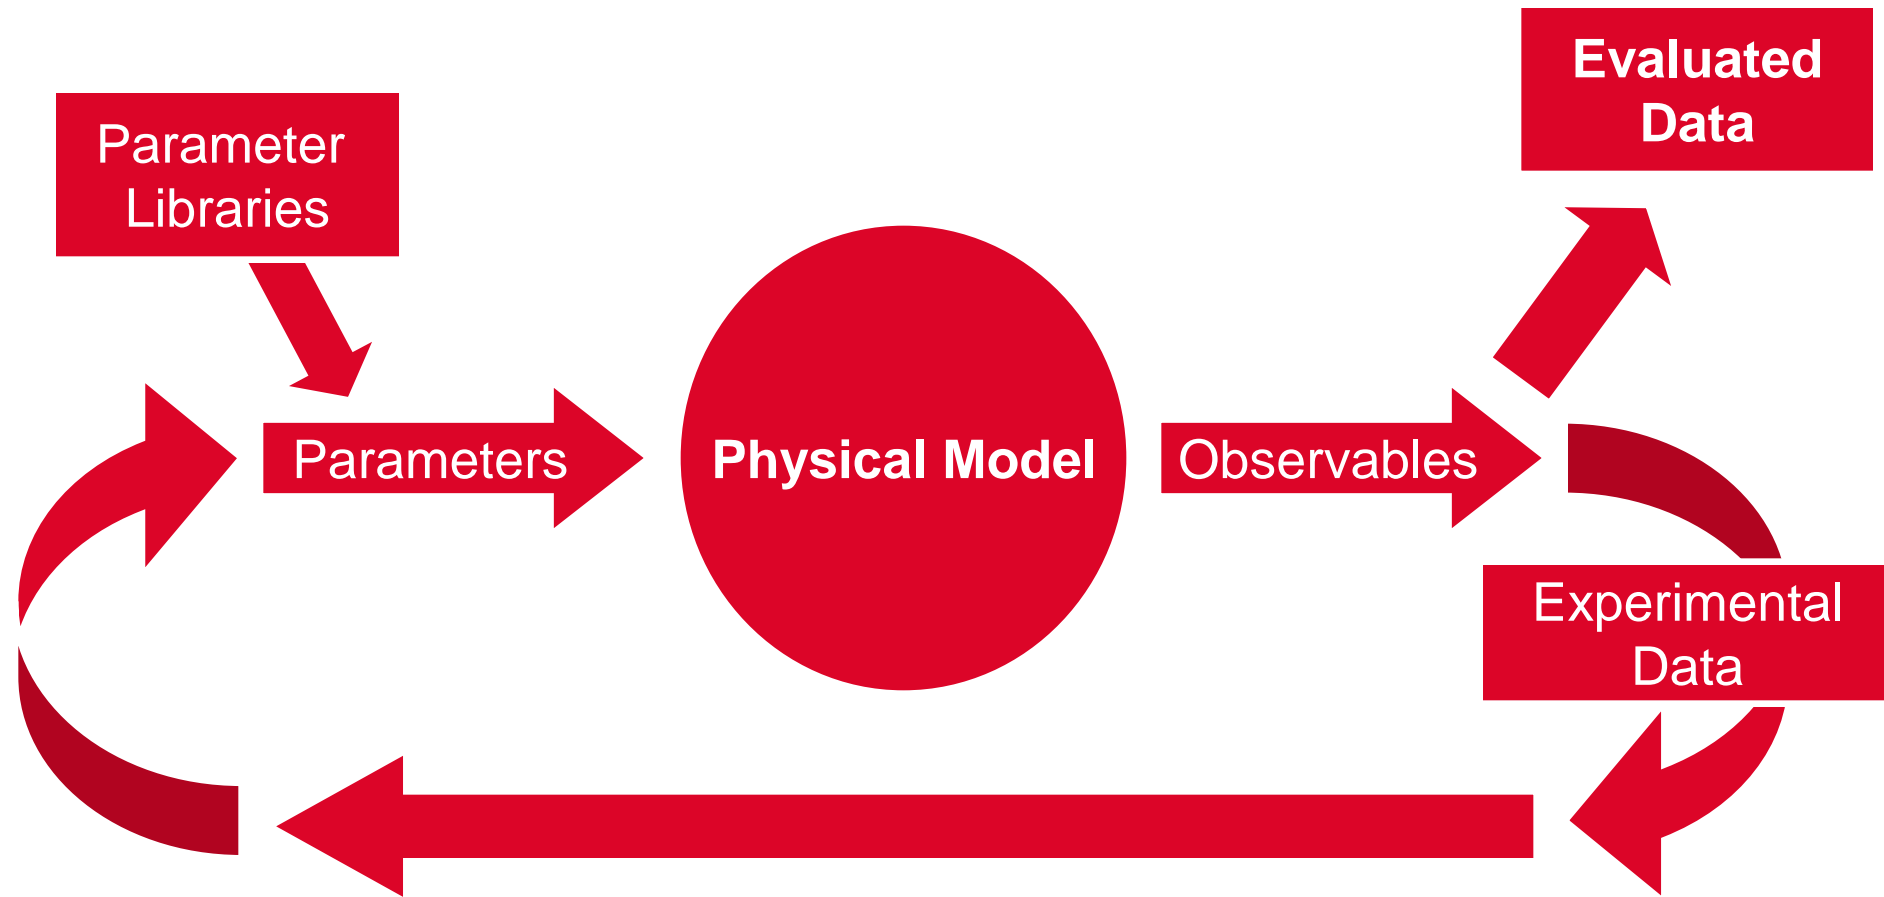 Evaluated
Data
Parameter
Libraries
Parameters
Physical Model
Observables
Experimental
Data